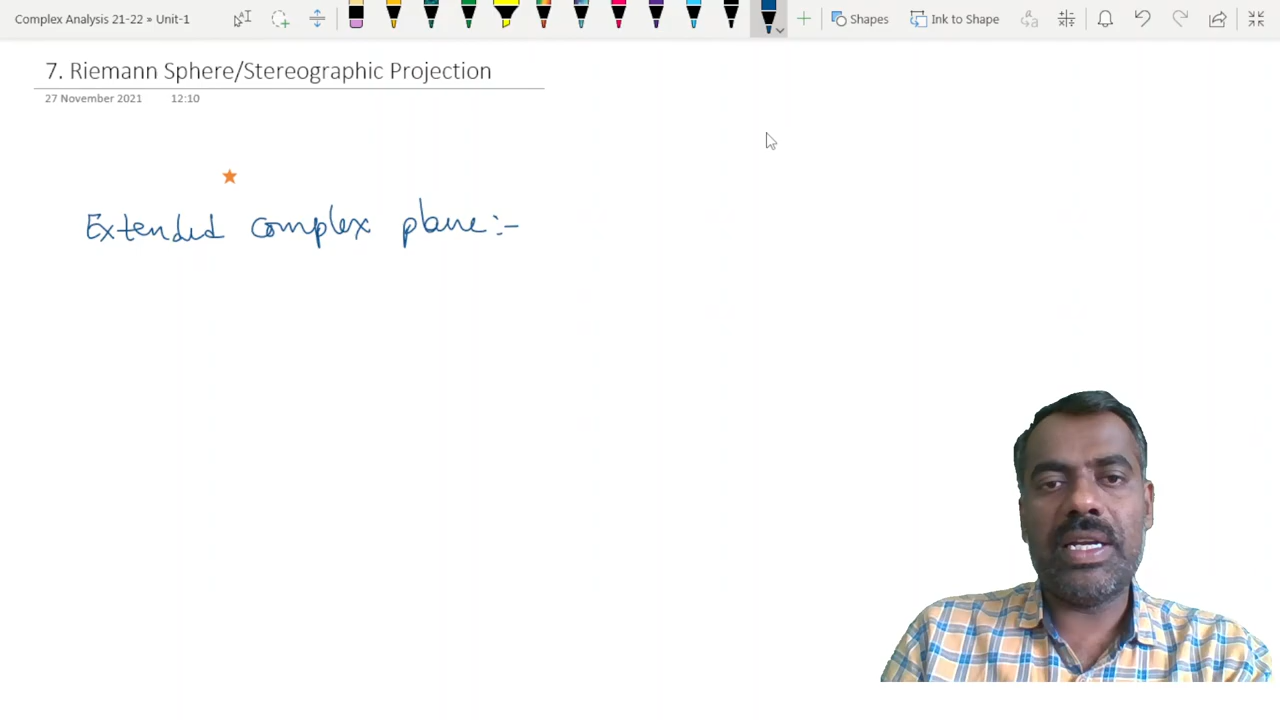 Complex Analysis 21-22 » Unit-1
Shapes
Ink to Shape
7. Riemann Sphere/Stereographic Projection
27 November 2021 12:10
Extended complex plane:-